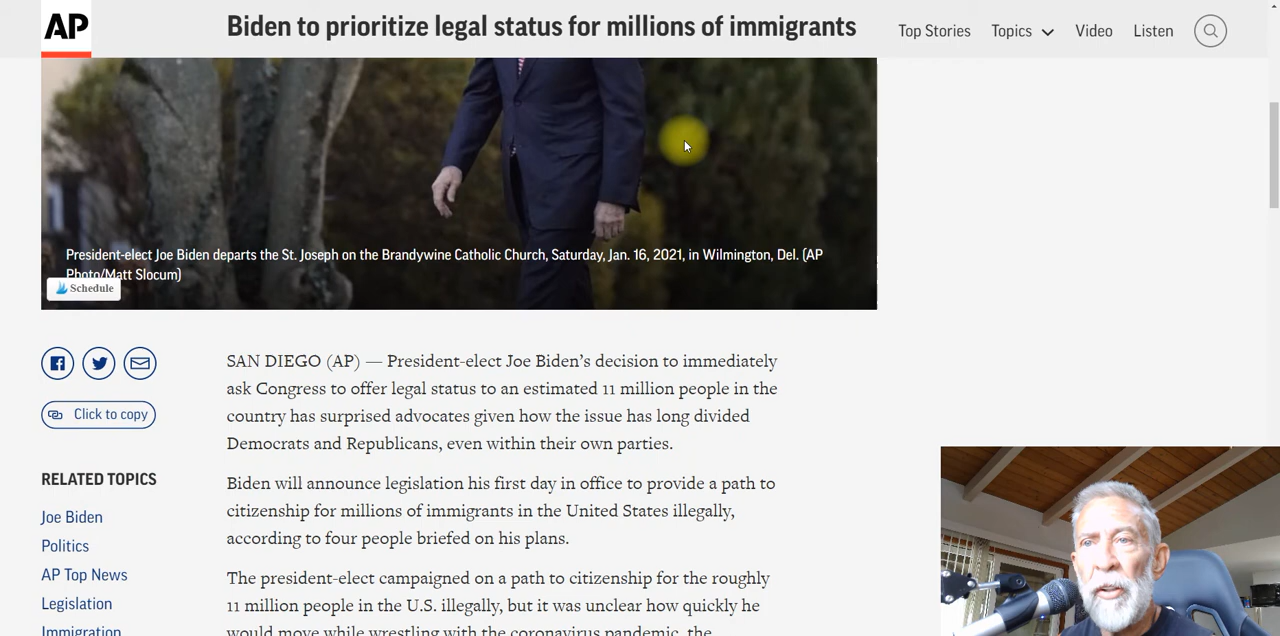 AP
Biden to prioritize legal status for millions of immigrants
Top Stories
Topics
Video
Listen
President-elect Joe Biden departs the St. Joseph on the Brandywine Catholic Church, Saturday, Jan. 16, 2021, in Wilmington, Del. (AP
Photo/Matt Slocum)
Schedule
Click to copy
RELATED TOPICS
Joe Biden
Politics
AP Top News
Legislation
Immigration
SAN DIEGO (AP) — President-elect Joe Biden’s decision to immediately
ask Congress to offer legal status to an estimated 11 million people in the
country has surprised advocates given how the issue has long divided
Democrats and Republicans, even within their own parties.
Biden will announce legislation his first day in office to provide a path to
citizenship for millions of immigrants in the United States illegally,
according to four people briefed on his plans.
The president-elect campaigned on a path to citizenship for the roughly
11 million people in the U.S. illegally, but it was unclear how quickly he
would move while wrestling with the coronavirus pandemic, the